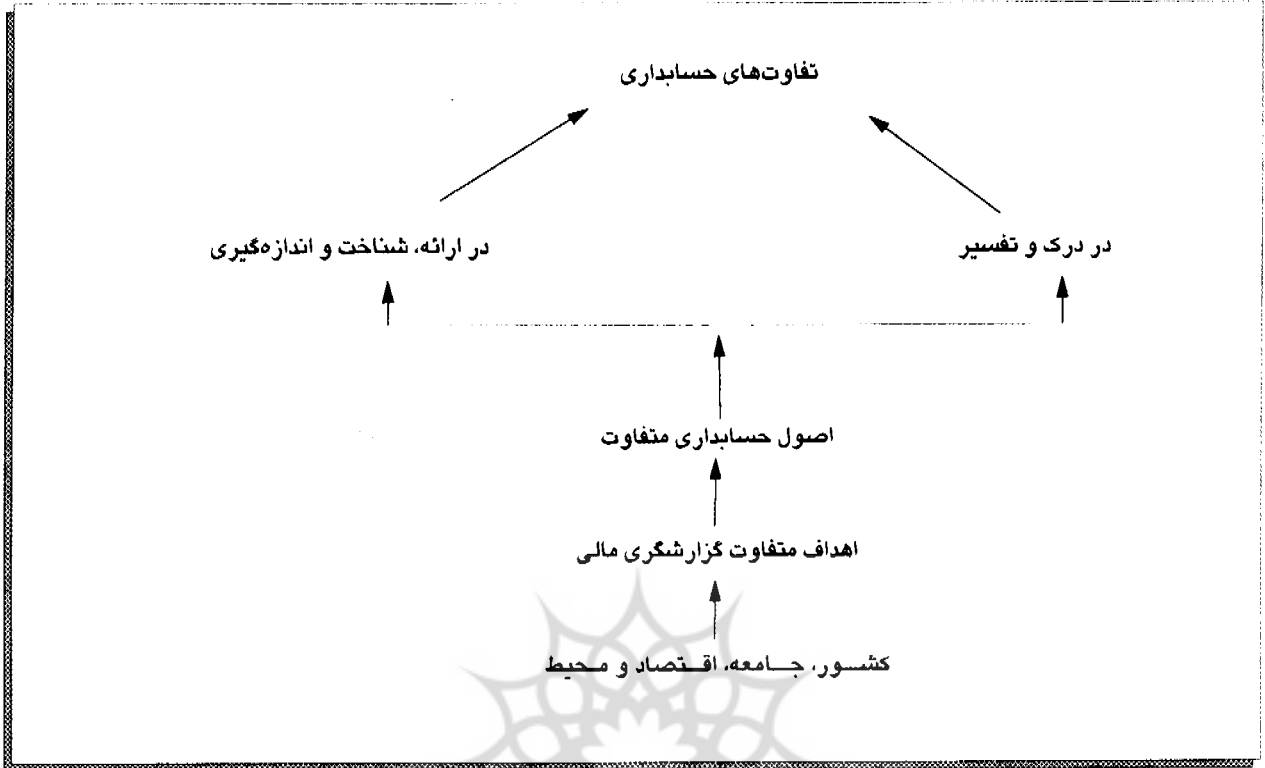 تفاوت‌های حسابداری
در درک و تفسیر
در ارائه، شناخت و اندازه‌گیری
اصول حسابداری متفاوت
اهداف متفاوت گزارشگری مالی
کشور، جامعه، اقتصاد و محیط